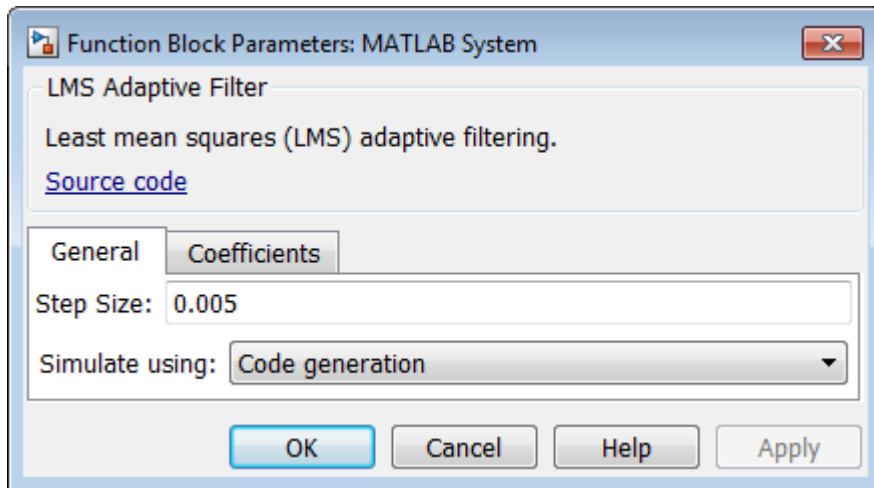 Function Block Parameters: MATLAB System
LMS Adaptive Filter
Least mean squares (LMS) adaptive filtering.
Source code
General Coefficients
Step Size: 0.005
Simulate using: Code generation
OK Cancel Help Apply